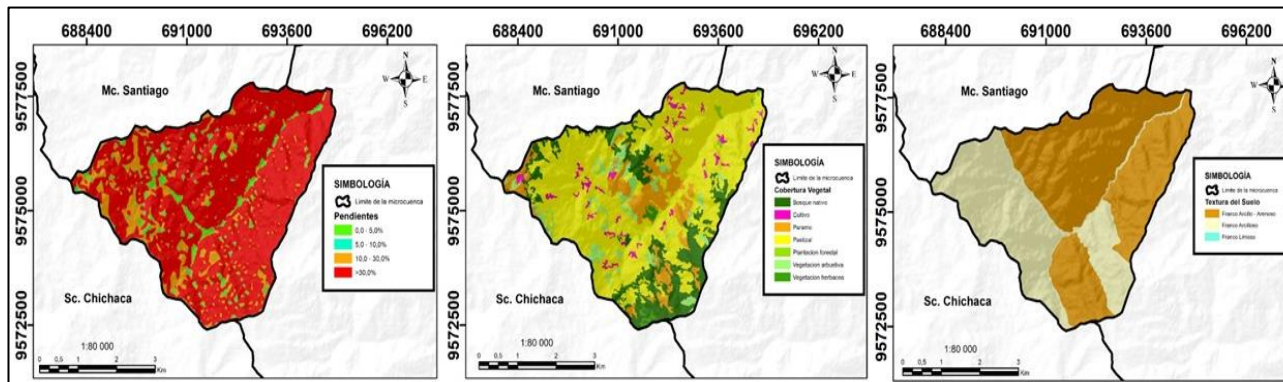 688400 691000 693600 696200
9577500
9575000
9572500
Mc. Santiago
Sc. Chichaca
N
W E
S
SIMBOLOGÍA
Limite de la microcuenca
Pendientes
0,0 - 5,0%
5,0 - 10,0%
10,0 - 30,0%
>30,0%
1:80 000
0 0,5 1 2 3
Km
688400 691000 693600 696200
9577500
9575000
9572500
Mc. Santiago
Sc. Chichaca
N
W E
S
SIMBOLOGÍA
Limite de la microcuenca
Cobertura Vegetal
Bosque nativo
Cultivo
Paramo
Pastizal
Plantacion forestal
Vegetacion arbustiva
Vegetacion herbacea
1:80 000
0 0,5 1 2 3
Km
688400 691000 693600 696200
9577500
9575000
9572500
Mc. Santiago
Sc. Chichaca
N
W E
S
SIMBOLOGÍA
Limite de la microcuenca
Textura del Suelo
Franco Arcillo - Arenoso
Franco Arcilloso
Franco Limoso
1:80 000
0 0,5 1 2 3
Km